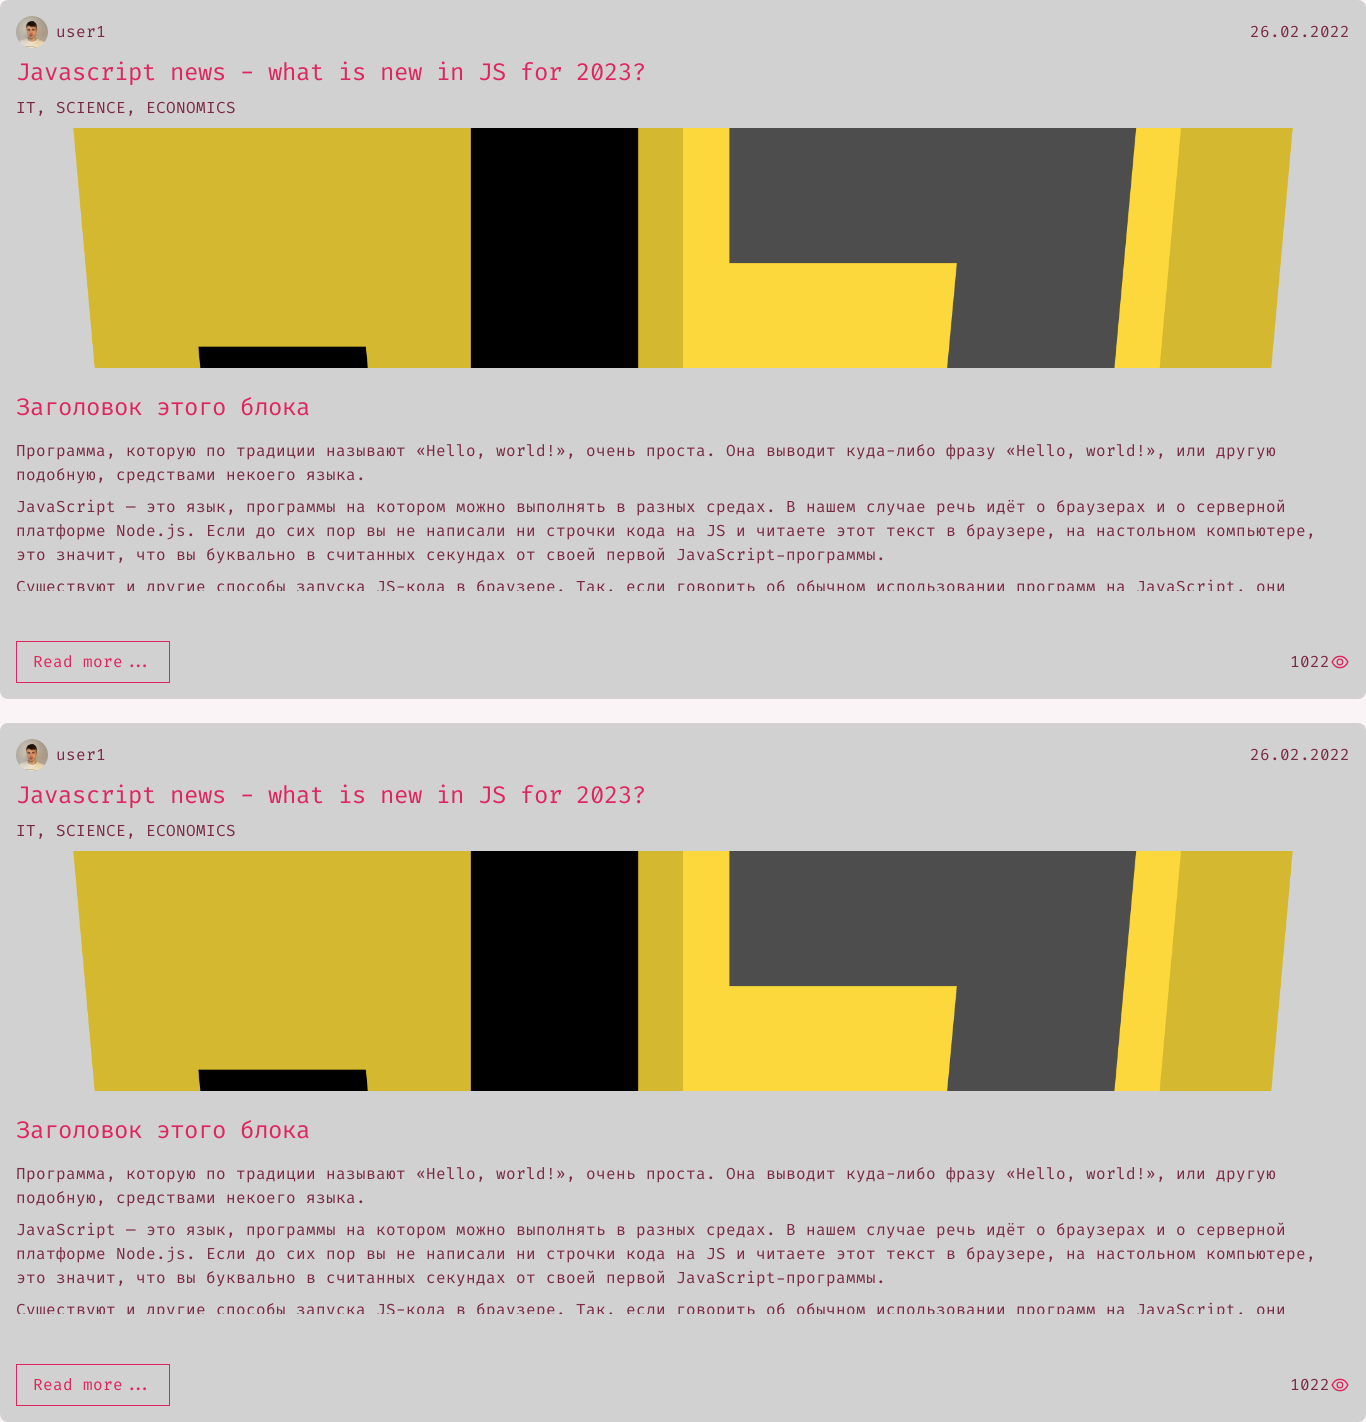 user1
26.02.2022
Javascript news - what is new in JS for 2023?
IT, SCIENCE, ECONOMICS
Заголовок этого блока
Программа, которую по традиции называют «Hello, world!», очень проста. Она выводит куда-либо фразу «Hello, world!», или другую
подобную, средствами некоего языка.
JavaScript — это язык, программы на котором можно выполнять в разных средах. В нашем случае речь идёт о браузерах и о серверной
платформе Node.js. Если до сих пор вы не написали ни строчки кода на JS и читаете этот текст в браузере, на настольном компьютере,
это значит, что вы буквально в считанных секундах от своей первой JavaScript-программы.
Существуют и другие способы запуска JS-кода в браузере. Так, если говорить об обычном использовании программ на JavaScript, они
Read more...
1022
user1
26.02.2022
Javascript news - what is new in JS for 2023?
IT, SCIENCE, ECONOMICS
Заголовок этого блока
Программа, которую по традиции называют «Hello, world!», очень проста. Она выводит куда-либо фразу «Hello, world!», или другую
подобную, средствами некоего языка.
JavaScript — это язык, программы на котором можно выполнять в разных средах. В нашем случае речь идёт о браузерах и о серверной
платформе Node.js. Если до сих пор вы не написали ни строчки кода на JS и читаете этот текст в браузере, на настольном компьютере,
это значит, что вы буквально в считанных секундах от своей первой JavaScript-программы.
Существуют и другие способы запуска JS-кода в браузере. Так, если говорить об обычном использовании программ на JavaScript, они
Read more...
1022